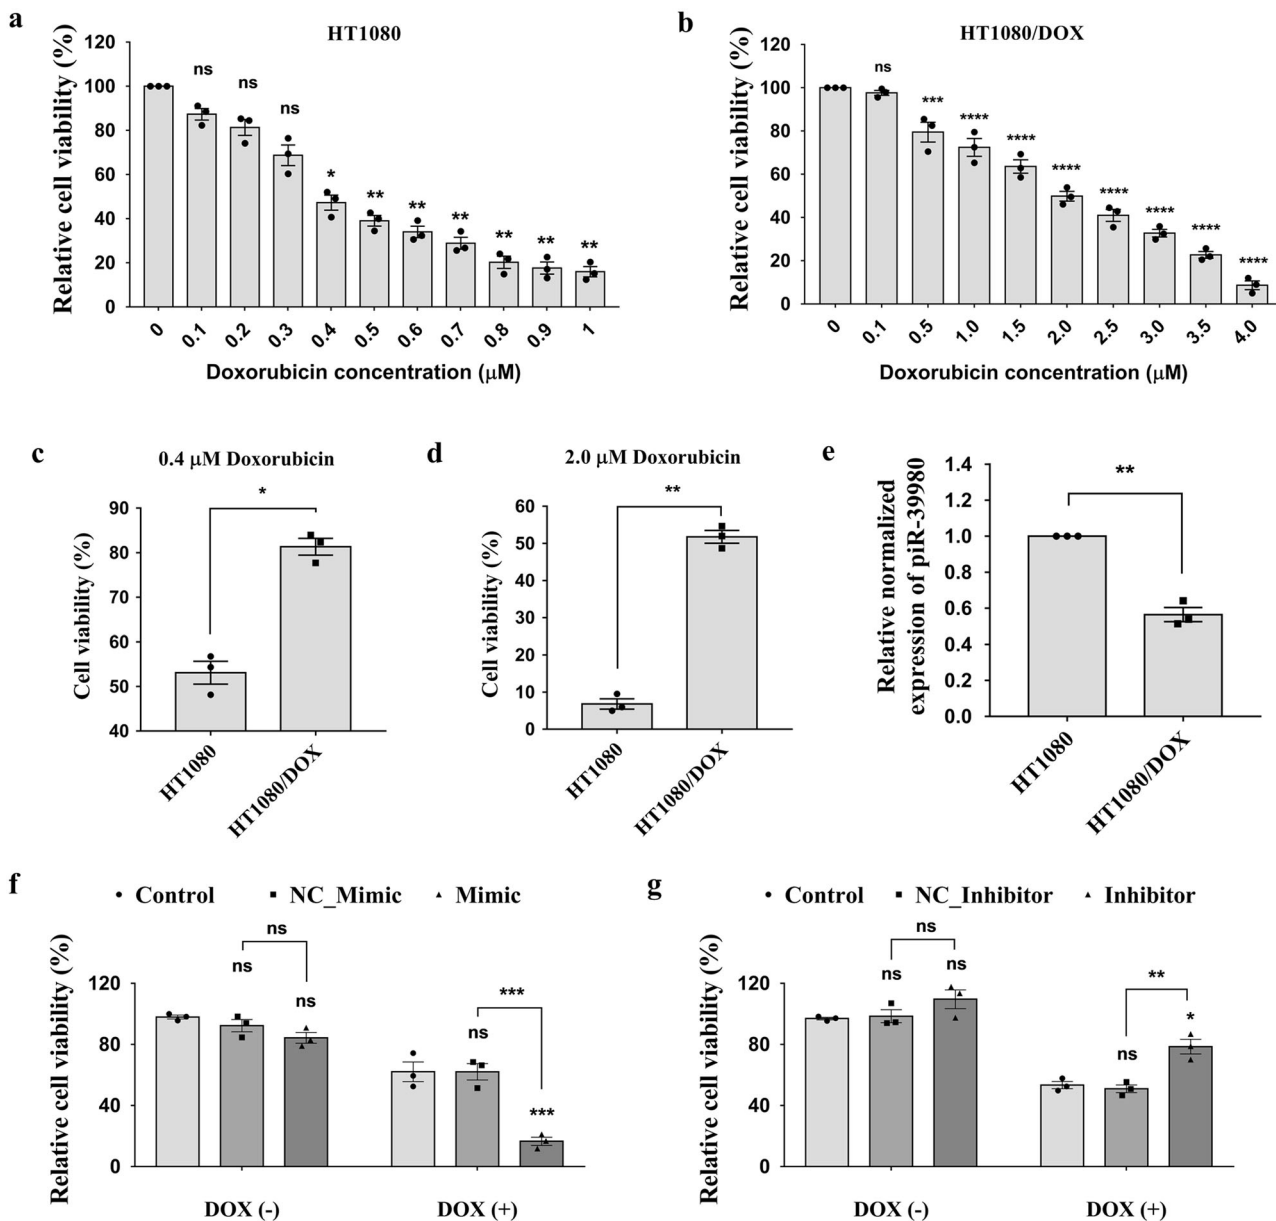 a
HT1080
Relative cell viability (%)
120
100
80
60
40
20
0
ns
ns
ns
*
**
**
**
**
**
**
0
0.1
0.2
0.3
0.4
0.5
0.6
0.7
0.8
0.9
1
Doxorubicin concentration (μM)
b
HT1080/DOX
Relative cell viability (%)
120
100
80
60
40
20
0
ns
***
****
****
****
****
****
****
****
0
0.1
0.5
1.0
1.5
2.0
2.5
3.0
3.5
4.0
Doxorubicin concentration (μM)
c
0.4 μM Doxorubicin
Cell viability (%)
90
80
70
60
50
40
*
HT1080
HT1080/DOX
d
2.0 μM Doxorubicin
Cell viability (%)
60
50
40
30
20
10
0
**
HT1080
HT1080/DOX
e
Relative normalized
expression of piR-39980
1.4
1.2
1.0
0.8
0.6
0.4
0.2
0.0
**
HT1080
HT1080/DOX
f
Control
NC_Mimic
Mimic
Relative cell viability (%)
120
80
40
0
ns
ns
ns
***
ns
***
DOX (-)
DOX (+)
g
Control
NC_Inhibitor
Inhibitor
Relative cell viability (%)
120
80
40
0
ns
ns
ns
**
ns
*
DOX (-)
DOX (+)